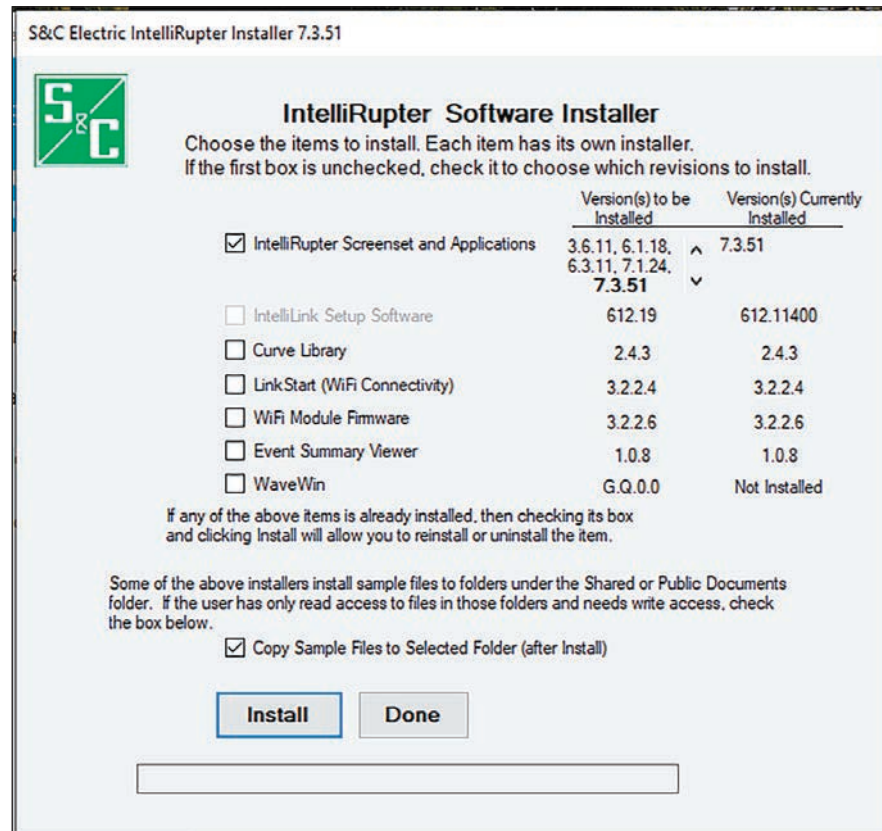 S&C Electric IntelliRupter Installer 7.3.51
S&C
IntelliRupter Software Installer
Choose the items to install. Each item has its own installer.
If the first box is unchecked, check it to choose which revisions to install.
Version(s) to be Installed Version(s) Currently Installed
IntelliRupter Screenset and Applications 3.6.11, 6.1.18, 7.3.51
6.3.11, 7.1.24,
7.3.51
IntelliLink Setup Software 612.19 612.11400
Curve Library 2.4.3 2.4.3
LinkStart (WiFi Connectivity) 3.2.2.4 3.2.2.4
WiFi Module Firmware 3.2.2.6 3.2.2.6
Event Summary Viewer 1.0.8 1.0.8
WaveWin G.Q.0.0 Not Installed
If any of the above items is already installed, then checking its box
and clicking Install will allow you to reinstall or uninstall the item.
Some of the above installers install sample files to folders under the Shared or Public Documents
folder. If the user has only read access to files in those folders and needs write access, check
the box below.
Copy Sample Files to Selected Folder (after Install)
Install Done